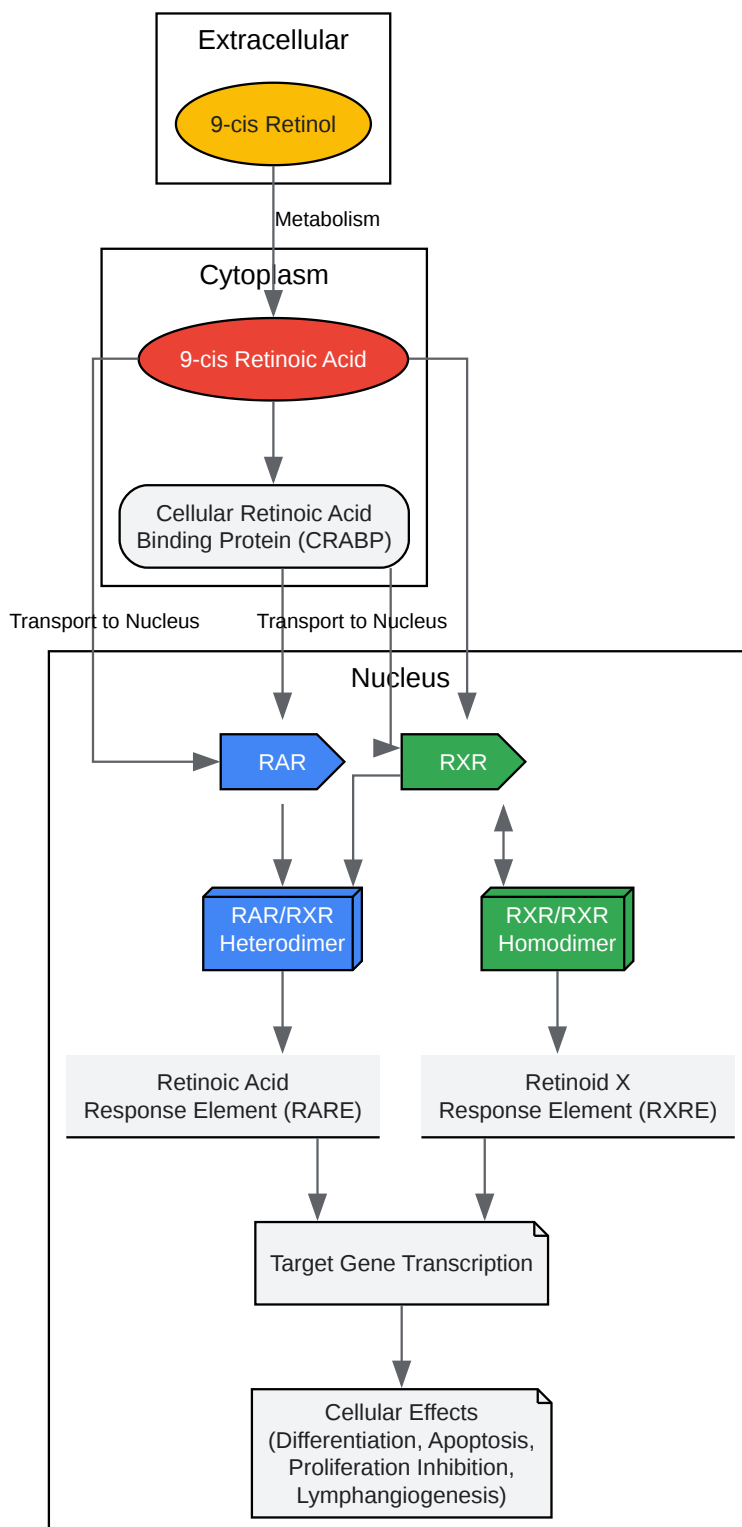 Extracellular
9-cis Retinol
Metabolism
Cytoplasm
9-cis Retinoic Acid
Cellular Retinoic Acid
Binding Protein (CRABP)
Transport to Nucleus
Transport to Nucleus
Nucleus
RAR
RXR
RAR/RXR
Heterodimer
RXR/RXR
Homodimer
Retinoic Acid
Response Element (RARE)
Retinoid X
Response Element (RXRE)
Target Gene Transcription
Cellular Effects
(Differentiation, Apoptosis,
Proliferation Inhibition,
Lymphangiogenesis)